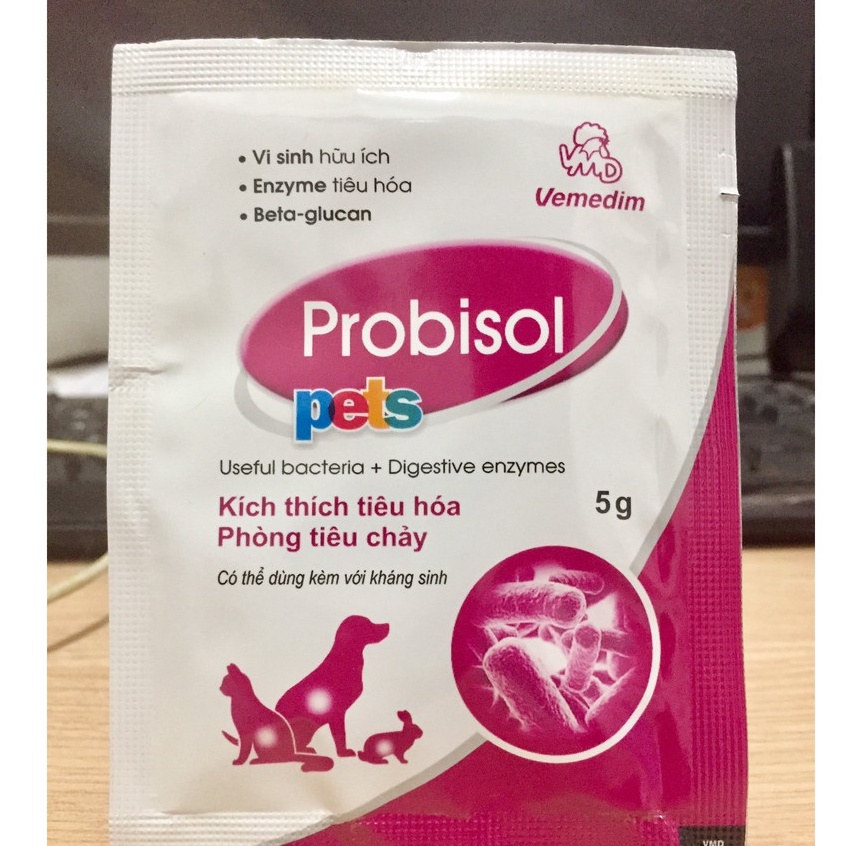 • Vi sinh hữu ích
• Enzyme tiêu hóa
• Beta-glucan
VMD
Vemedim
Probisol
pets
Useful bacteria + Digestive enzymes
Kích thích tiêu hóa
Phòng tiêu chảy
5g
Có thể dùng kèm với kháng sinh
VMD